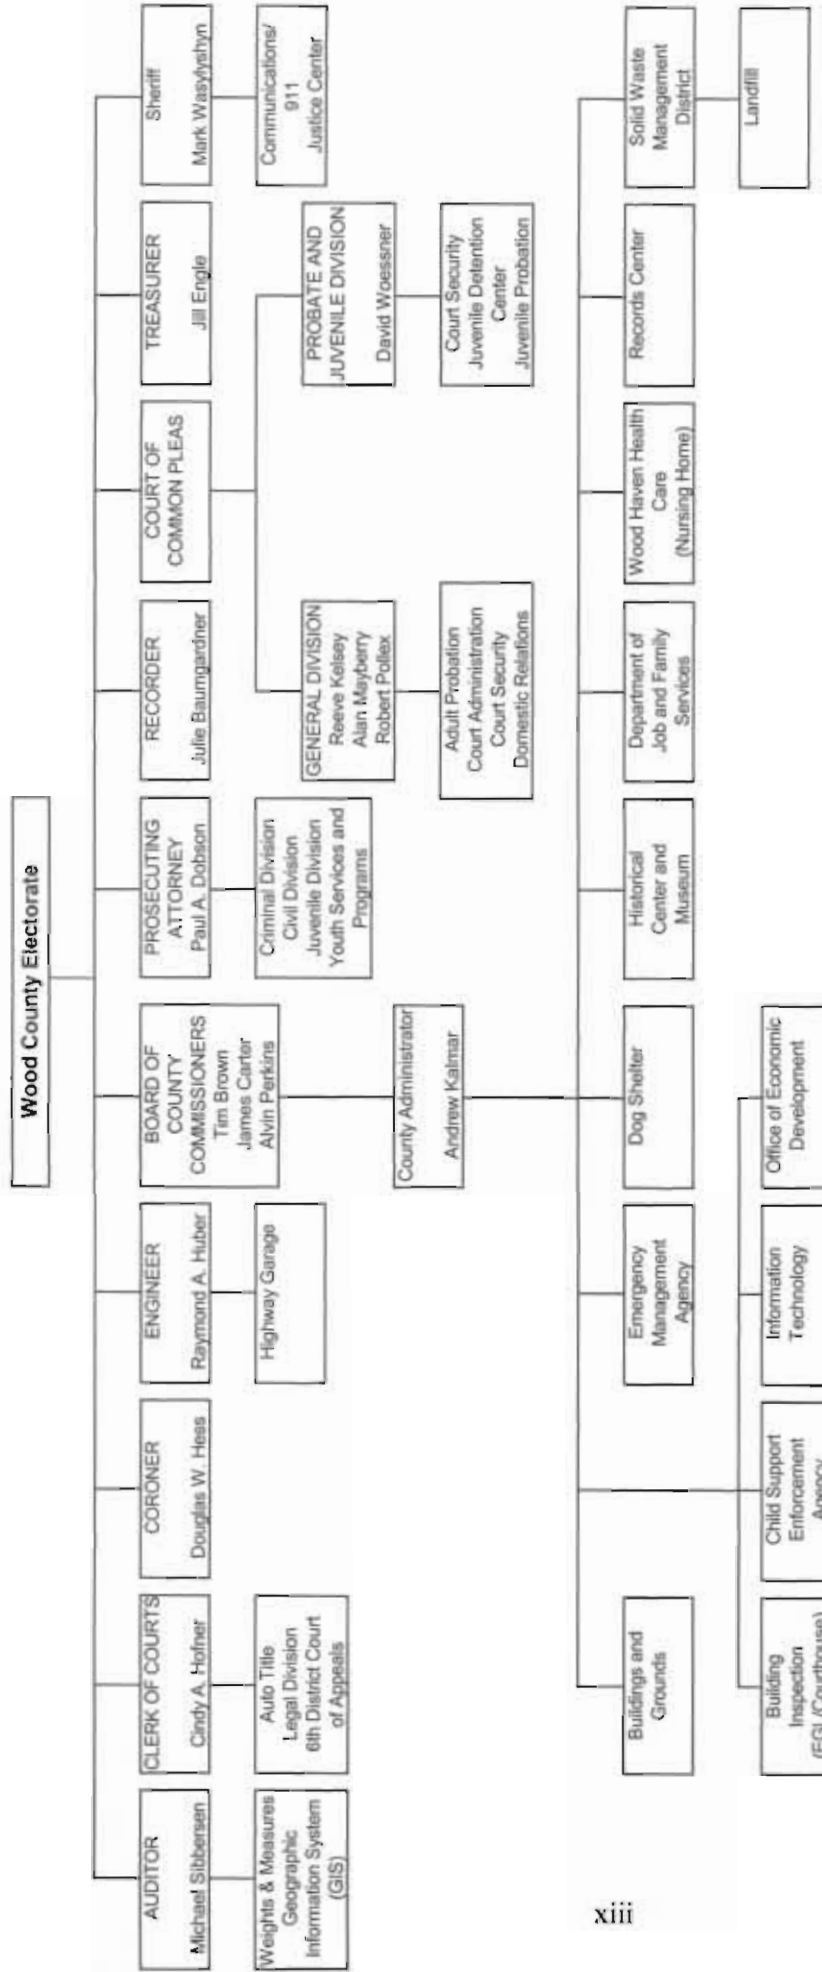 Wood County Electorate
AUDITOR
Michael Sibbersen
Weights & Measures
Geographic
Information System
(GIS)
CLERK OF COURTS
Cindy A. Hofner
Auto Title
Legal Division
6th District Court
of Appeals
CORONER
Douglas W. Hess
ENGINEER
Raymond A. Huber
Highway Garage
BOARD OF
COUNTY
COMMISSIONERS
Tim Brown
James Carter
Alvin Perkins
County Administrator
Andrew Kalmar
PROSECUTING
ATTORNEY
Paul A. Dobson
Criminal Division
Civil Division
Juvenile Division
Youth Services and
Programs
RECORDER
Julie Baumgardner
COURT OF
COMMON PLEAS
GENERAL DIVISION
Reeve Kelsey
Alan Mayberry
Robert Pollex
Adult Probation
Court Administration
Court Security
Domestic Relations
PROBATE AND
JUVENILE DIVISION
David Woessner
Court Security
Juvenile Detention
Center
Juvenile Probation
TREASURER
Jill Engle
Sheriff
Mark Wasylyshyn
Communications/
911
Justice Center
Buildings and
Grounds
Emergency
Management
Agency
Dog Shelter
Historical
Center and
Museum
Department of
Job and Family
Services
Wood Haven Health
Care
(Nursing Home)
Records Center
Solid Waste
Management
District
Landfill
Building
Inspection
(EGL/Courthouse)
Child Support
Enforcement
Agency
Information
Technology
Office of Economic
Development
xiii